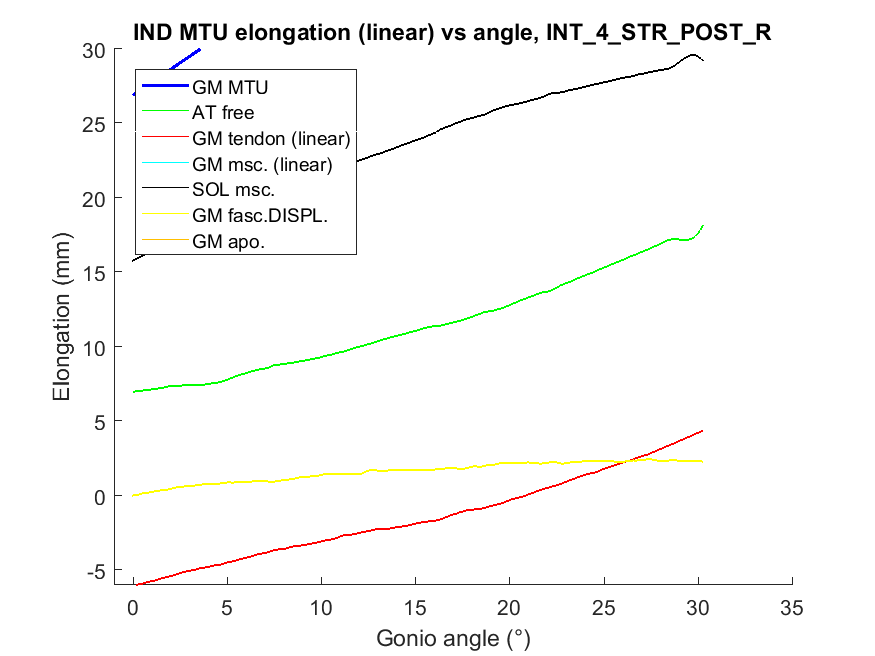 IND MTU elongation (linear) vs angle, INT_4_STR_POST_R
30
25
20
15
10
5
0
-5
Elongation (mm)
GM MTU
AT free
GM tendon (linear)
GM msc. (linear)
SOL msc.
GM fasc.DISPL.
GM apo.
0 5 10 15 20 25 30 35
Gonio angle (°)